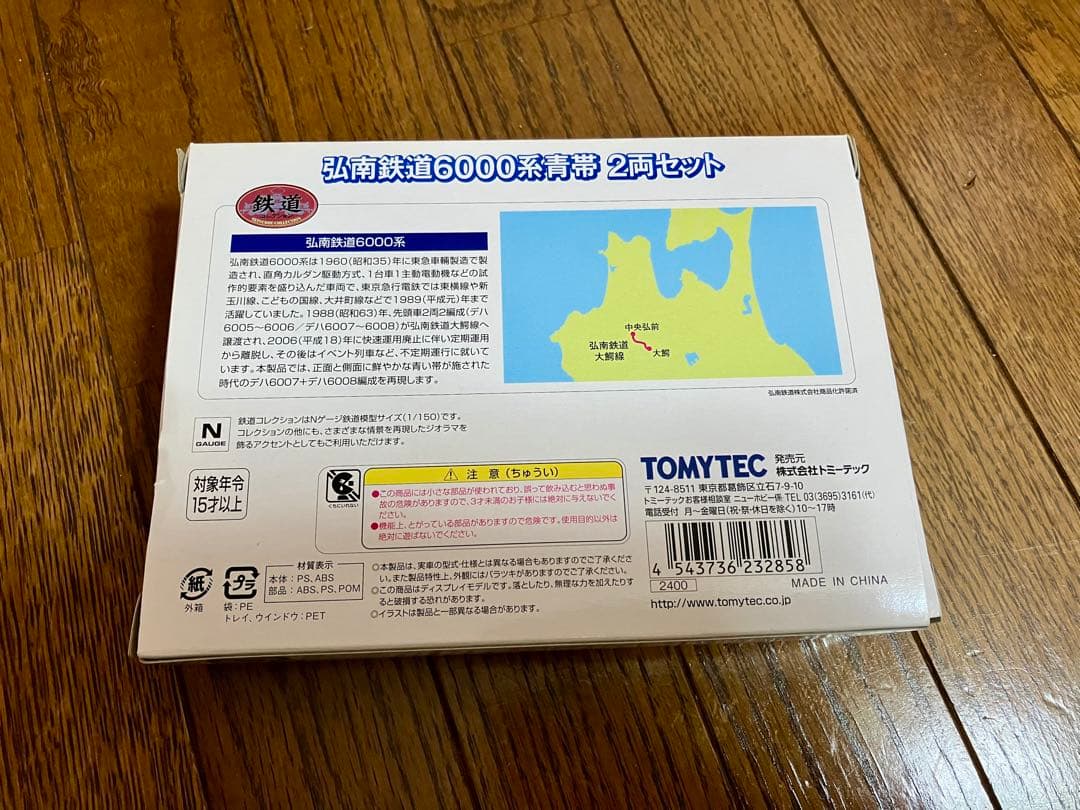 弘南鉄道6000系青帯 2両セット
鉄道
コレクション
弘南鉄道6000系
弘南鉄道6000系は1960(昭和35)年に東急車輛製造で製
造され、直角カルダン駆動方式、1台車1主動電動機などの試
作的要素を盛り込んだ車両で、東京急行電鉄では東横線や新
玉川線、こどもの国線、大井町線などで1989(平成元)年まで
活躍していました。1988(昭和63)年、先頭車2両2編成(デハ
6005〜6006/デハ6007〜6008)が弘南鉄道大鰐線へ
譲渡され、2006(平成18)年に快速運用廃止に伴い定期運用
から離脱し、その後はイベント列車など、不定期運行に就いて
います。本製品では、正面と側面に鮮やかな青い帯が施された
時代のデハ6007+デハ6008編成を再現します。
中央弘前
弘南鉄道
大鰐線
大鰐
弘南鉄道株式会社商品化許諾済
N
GAUGE
鉄道コレクションはNゲージ鉄道模型サイズ(1/150)です。
コレクションの他にも、さまざまな情景を再現したジオラマを
飾るアクセントとしてもご利用いただけます。
対象年令
15才以上
くちにいれない
注 意 (ちゅうい)
●この商品には小さな部品が使われており、誤って飲み込むと思わぬ事
故の危険がありますので、3才未満のお子様には絶対に与えないでく
ださい。
●機能上、とがっている部品がありますので危険です。使用目的以外は
絶対に遊ばないでください。
TOMYTEC 発売元
株式会社トミーテック
〒124-8511 東京都葛飾区立石7-9-10
トミーテックお客様相談室 ニューホビー係 TEL 03(3695)3161(代)
電話受付 月〜金曜日(祝・祭・休日を除く)10〜17時
4 543736 232858
2400
MADE IN CHINA
http://www.tomytec.co.jp
紙
外箱
プラ
袋:PE
トレイ、ウインドウ:PET
材質表示
本体:PS、ABS
部品:ABS、PS、POM
◎本製品は、実車の型式・仕様とは異なる場合もありますのでご了承くださ
い。また製品特性上、外観にはバラツキがありますのでご了承ください。
◎この商品はディスプレイモデルです。落としたり、無理な力を加えたりす
ると破損する恐れがあります。
◎イラストは製品と一部異なる場合があります。